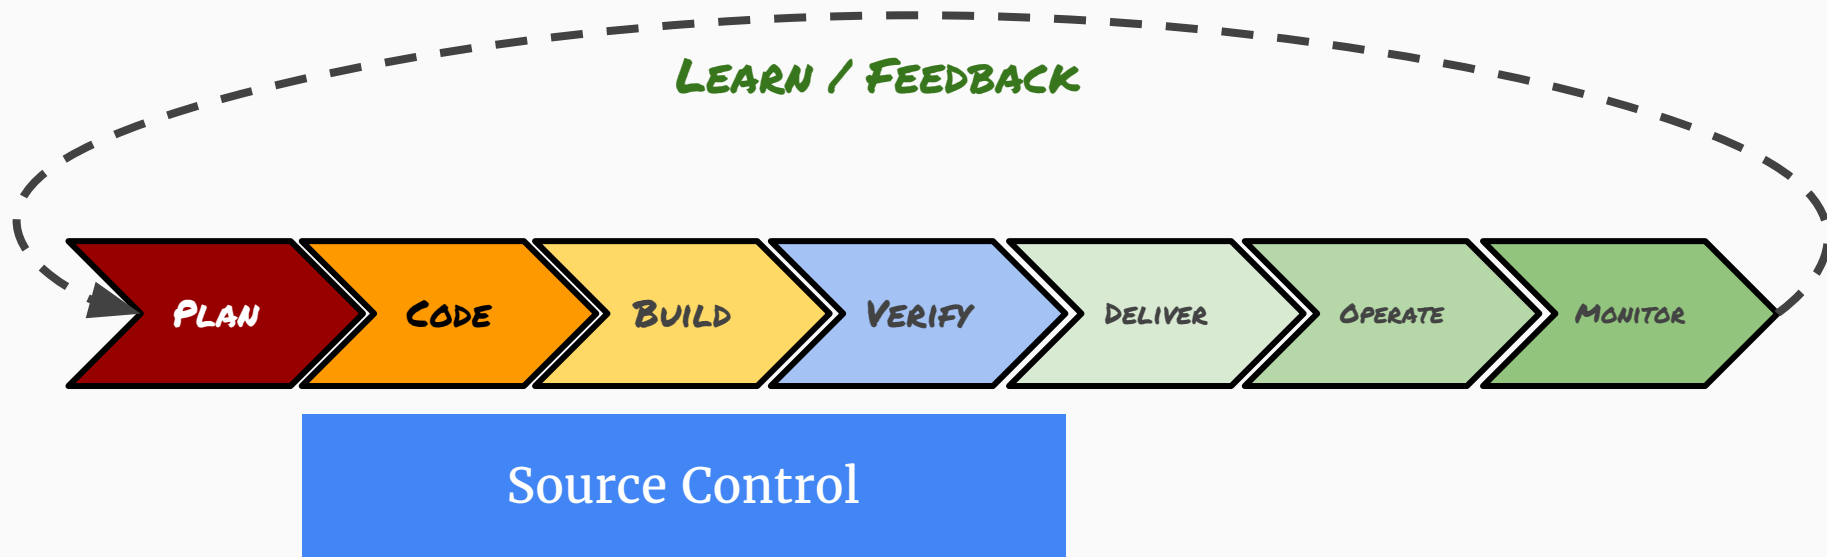 Learn / Feedback
Plan
Code
Build
Verify
Deliver
Operate
Monitor
Source Control